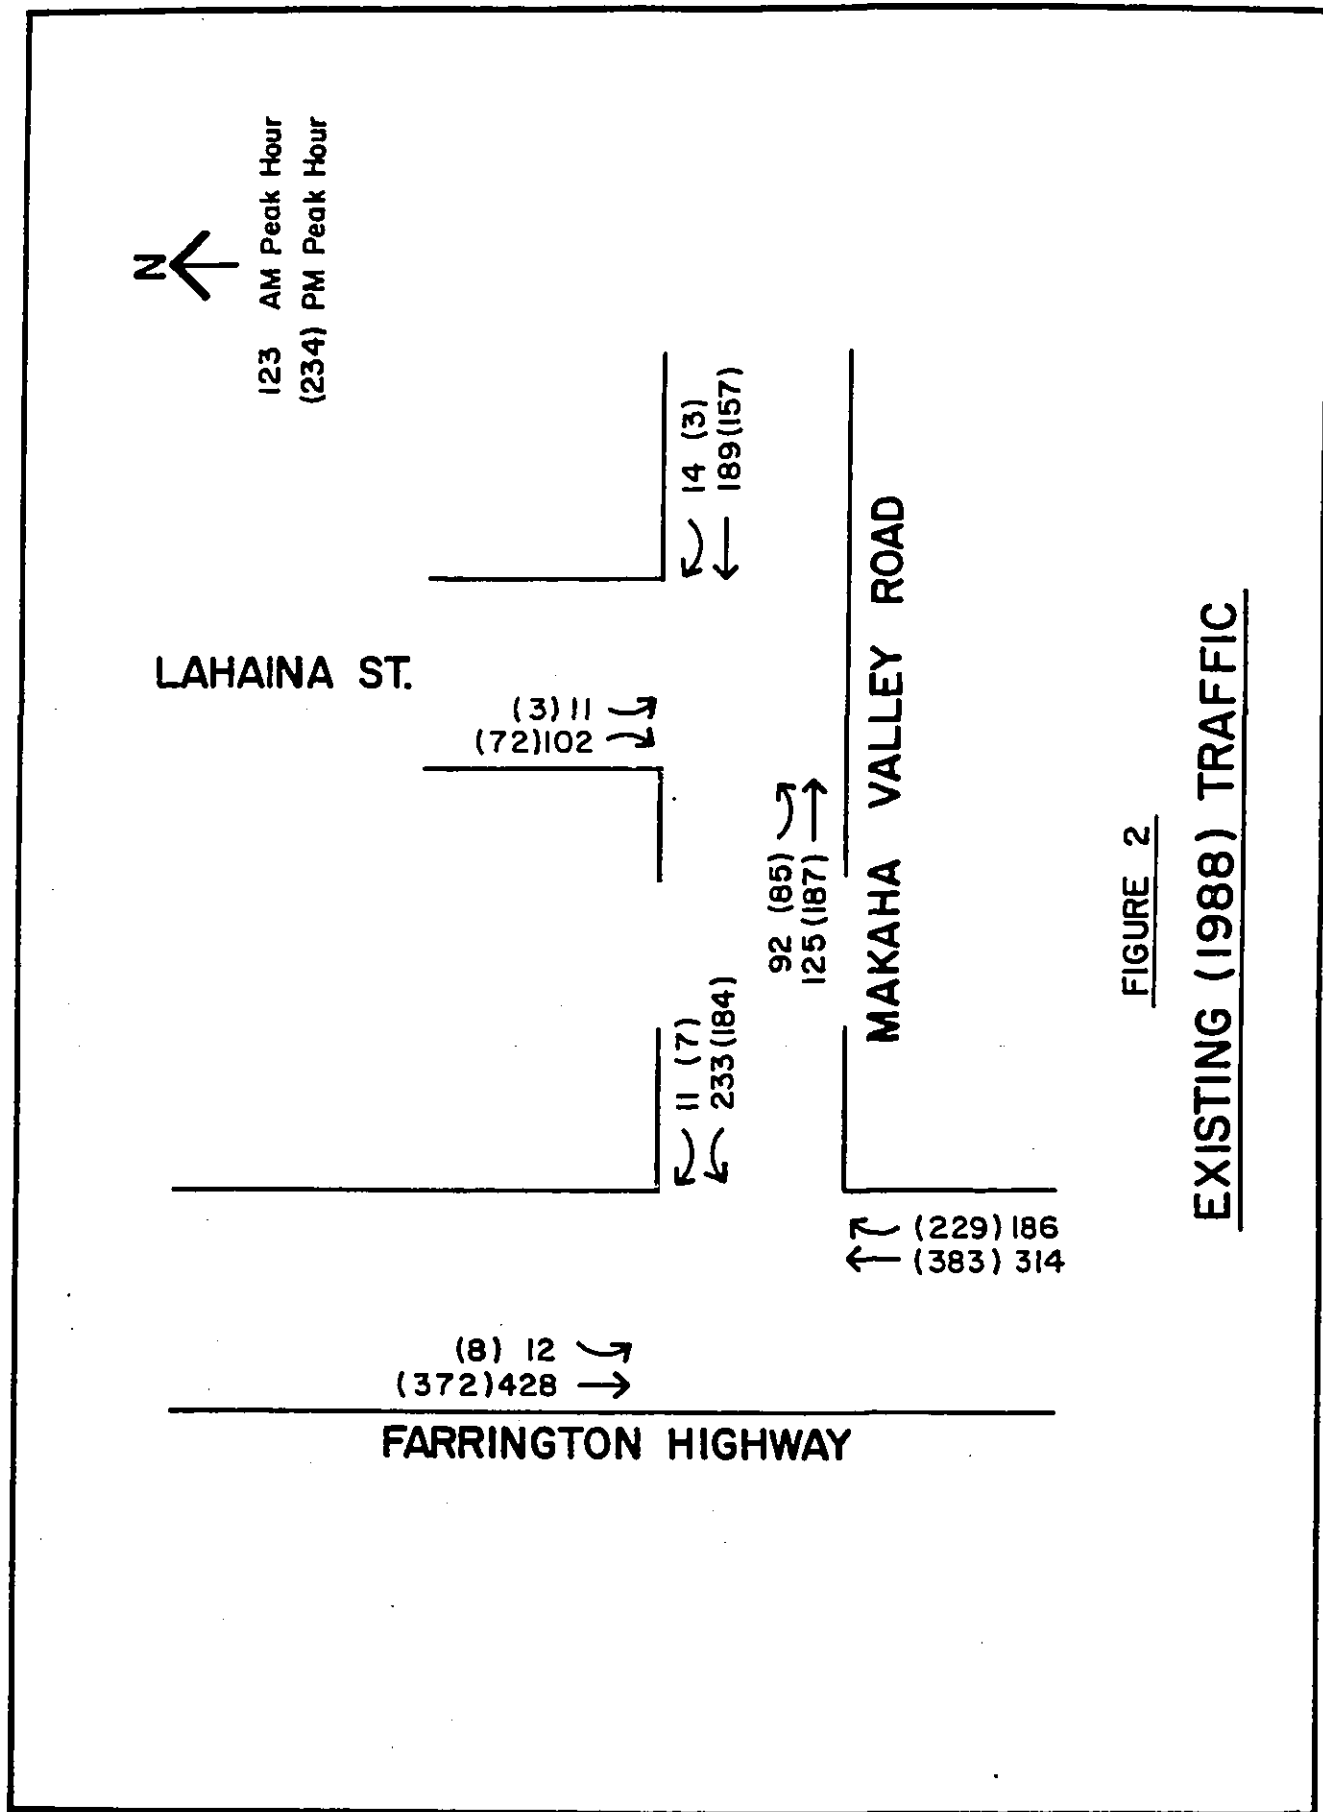 N
123 AM Peak Hour
(234) PM Peak Hour
LAHAINA ST.
14 (3)
189(157)
(3) 11
(72)102
92 (85)
125(187)
MAKAHA VALLEY ROAD
11 (7)
233(184)
(229) 186
(383) 314
(8) 12
(372)428
FARRINGTON HIGHWAY
FIGURE 2
EXISTING (1988) TRAFFIC